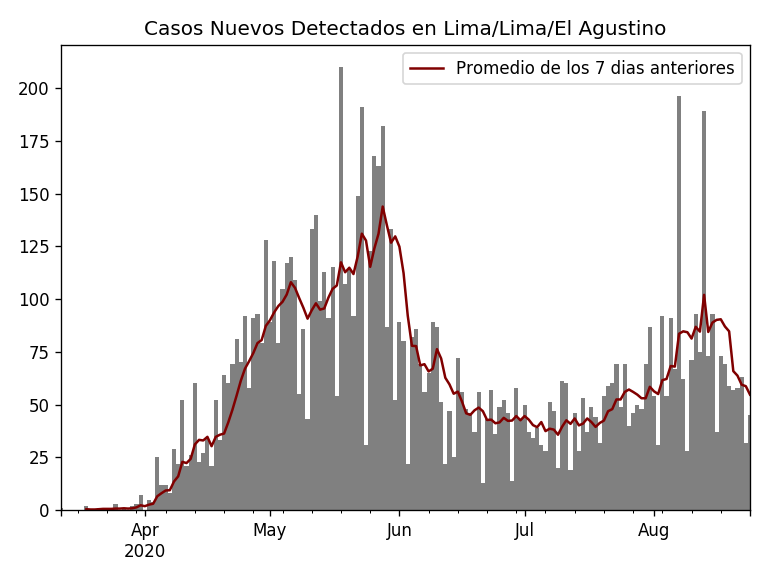 Casos Nuevos Detectados en Lima/Lima/El Agustino
Promedio de los 7 dias anteriores
200
175
150
125
100
75
50
25
0
Apr
2020
May
Jun
Jul
Aug